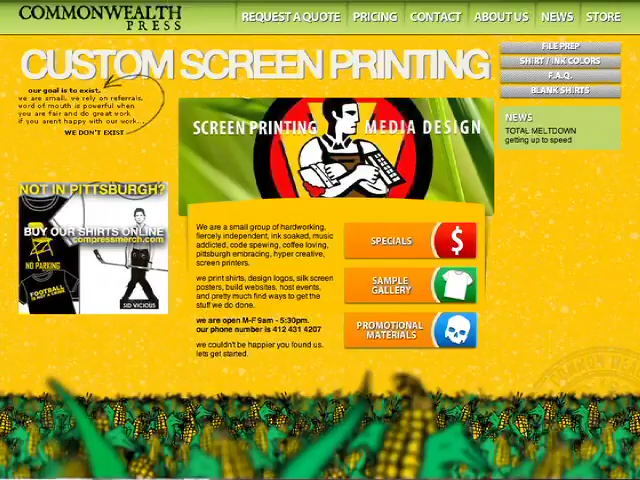 COMMONWEALTH
PRESS
REQUEST A QUOTE
PRICING
CONTACT
ABOUT US
NEWS
STORE
CUSTOM SCREEN PRINTING
FILE PREP
SHIRT / INK COLORS
F.A.Q.
BLANK SHIRTS
our goal is to exist.
we are small. we rely on referrals.
word of mouth is powerful when
you are fair and do great work
if you arent happy with our work...
WE DON'T EXIST
SCREEN PRINTING
MEDIA DESIGN
NEWS
TOTAL MELTDOWN
getting up to speed
NOT IN PITTSBURGH?
BUY OUR SHIRTS ONLINE
compressmerch.com
NO PARKING
FOOTBALL
SID VICIOUS
We are a small group of hardworking,
fiercely independent, ink soaked, music
addicted, code spewing, coffee loving,
pittsburgh embracing, hyper creative,
screen printers.
we print shirts, design logos, silk screen
posters, build websites, host events,
and pretty much find ways to get the
stuff we do done.
we are open M-F 9am - 5:30pm.
our phone number is 412 431 4207
we couldn't be happier you found us.
lets get started.
SPECIALS
$
SAMPLE
GALLERY
PROMOTIONAL
MATERIALS